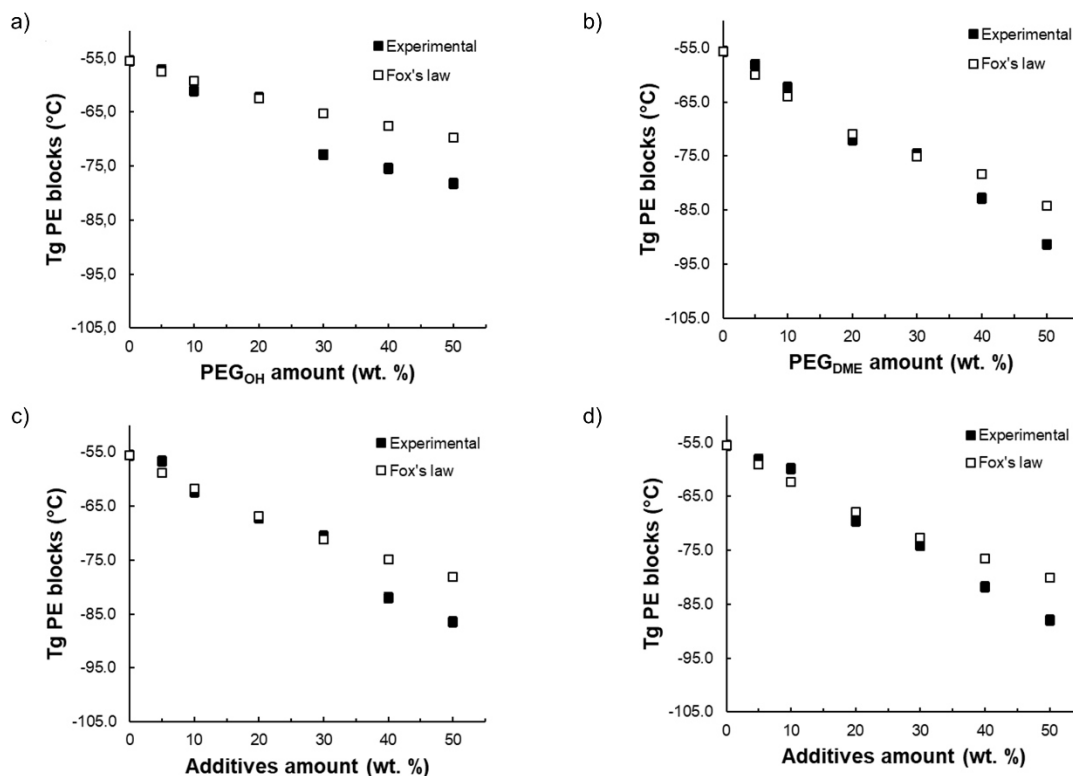 a)
Experimental
Fox's law
-55,0
-65,0
-75,0
-85,0
-95,0
-105,0
Tg PE blocks (°C)
0 10 20 30 40 50
PEG_OH amount (wt. %)
b)
Experimental
Fox's law
-55.0
-65.0
-75.0
-85.0
-95.0
-105.0
Tg PE blocks (°C)
0 10 20 30 40 50
PEG_DME amount (wt. %)
c)
Experimental
Fox's law
-55.0
-65.0
-75.0
-85.0
-95.0
-105.0
Tg PE blocks (°C)
0 10 20 30 40 50
Additives amount (wt. %)
d)
Experimental
Fox's law
-55.0
-65.0
-75.0
-85.0
-95.0
-105.0
Tg PE blocks (°C)
0 10 20 30 40 50
Additives amount (wt. %)